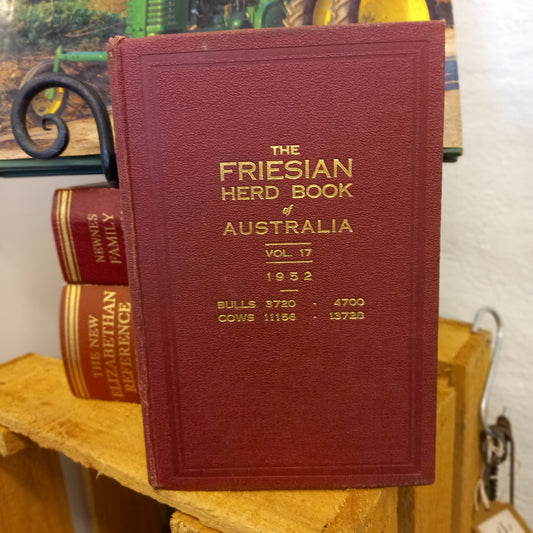 THE
FRIESIAN
HERD BOOK
of
AUSTRALIA
VOL. 17
1952
BULLS 3720 - 4700
COWS 11156 - 13728
NEWNES
FAMILY
THE NEW
ELIZABETHAN
REFERENCE